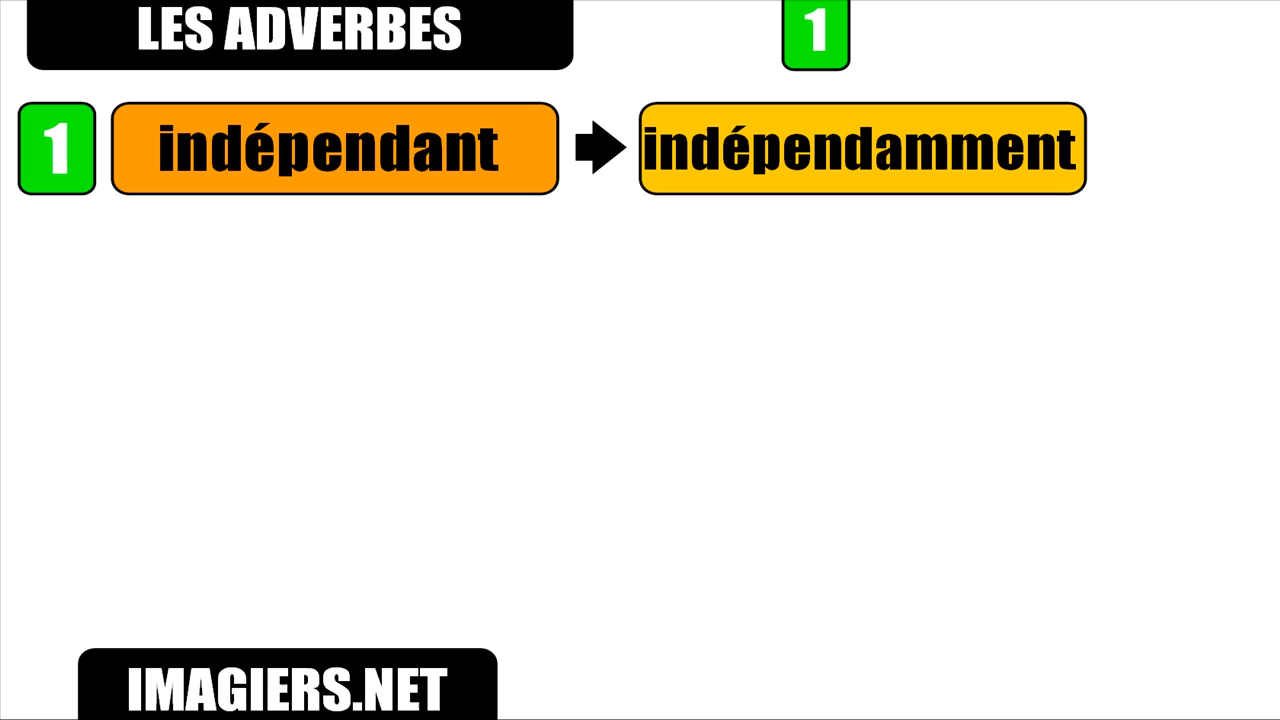 LES ADVERBES
1
1
indépendant
indépendamment
IMAGIERS.NET